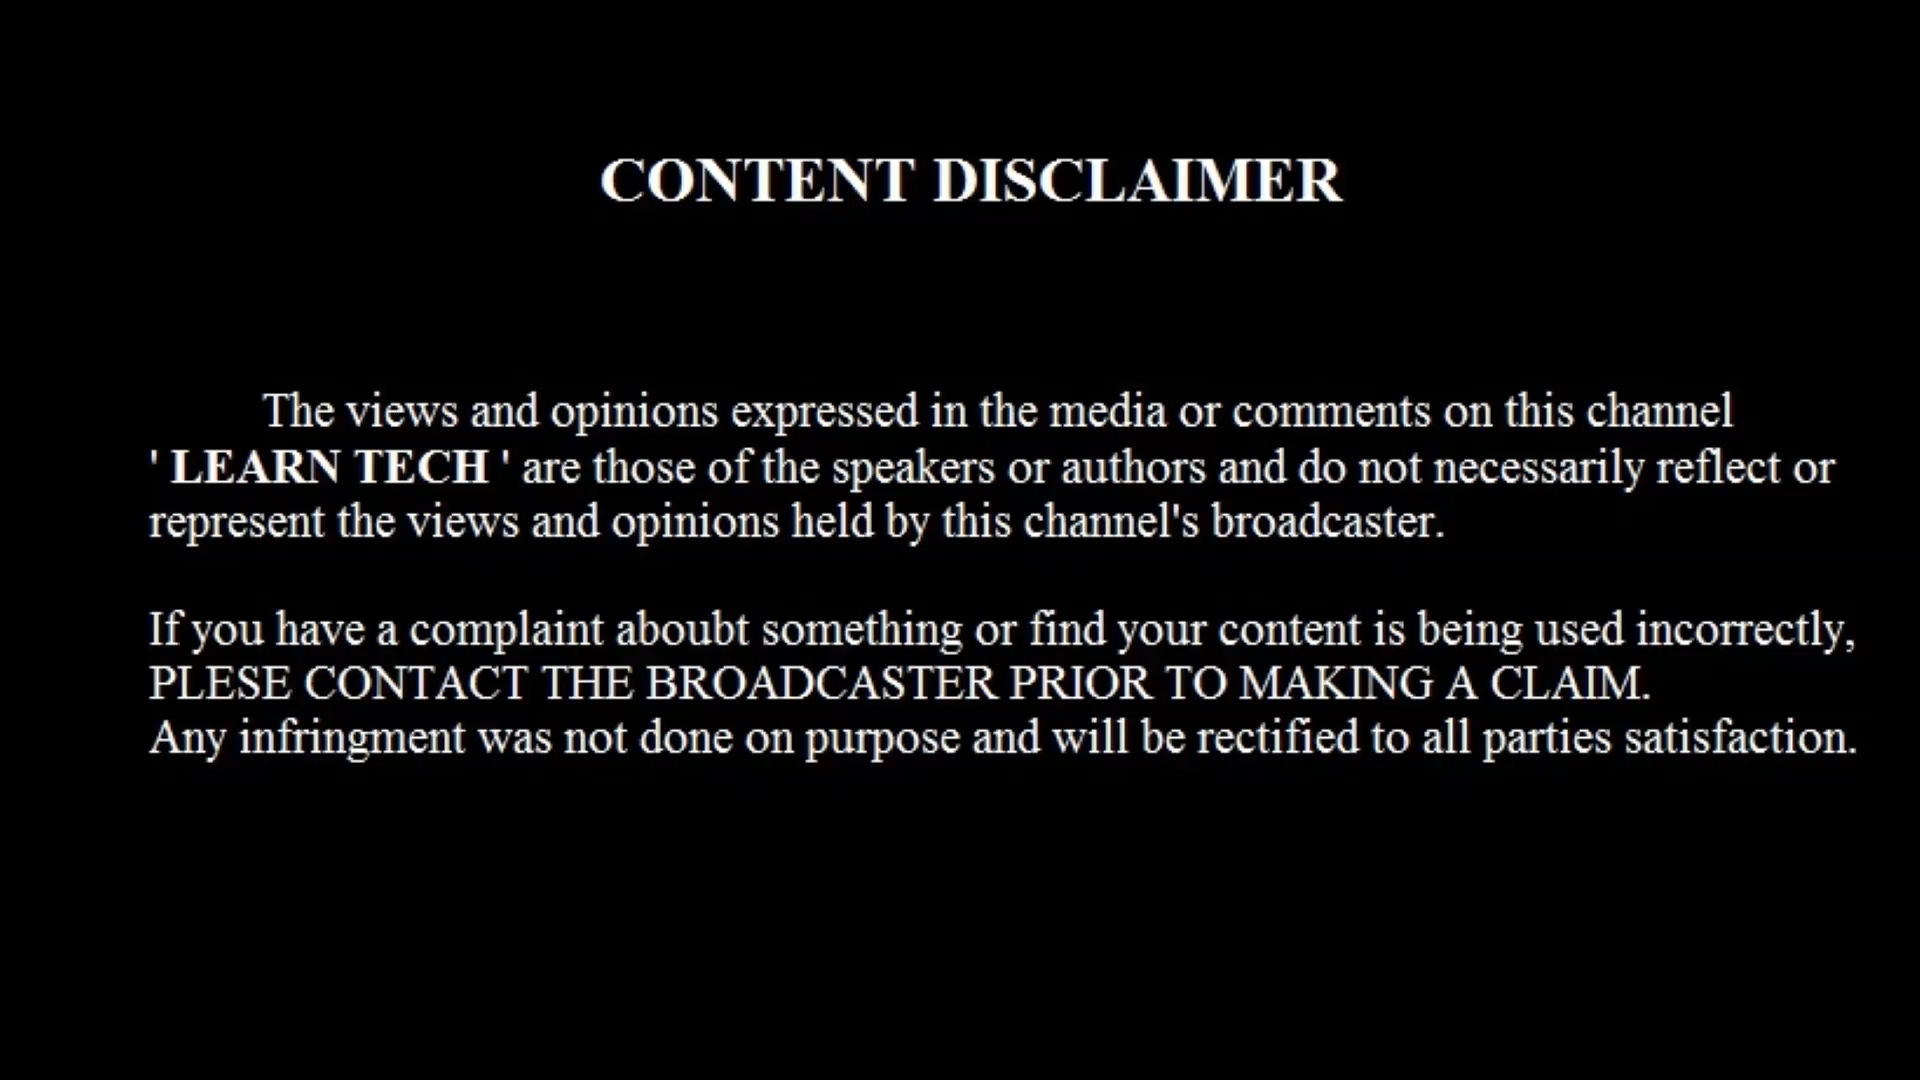 CONTENT DISCLAIMER
The views and opinions expressed in the media or comments on this channel
' LEARN TECH ' are those of the speakers or authors and do not necessarily reflect or
represent the views and opinions held by this channel's broadcaster.
If you have a complaint aboubt something or find your content is being used incorrectly,
PLESE CONTACT THE BROADCASTER PRIOR TO MAKING A CLAIM.
Any infringment was not done on purpose and will be rectified to all parties satisfaction.